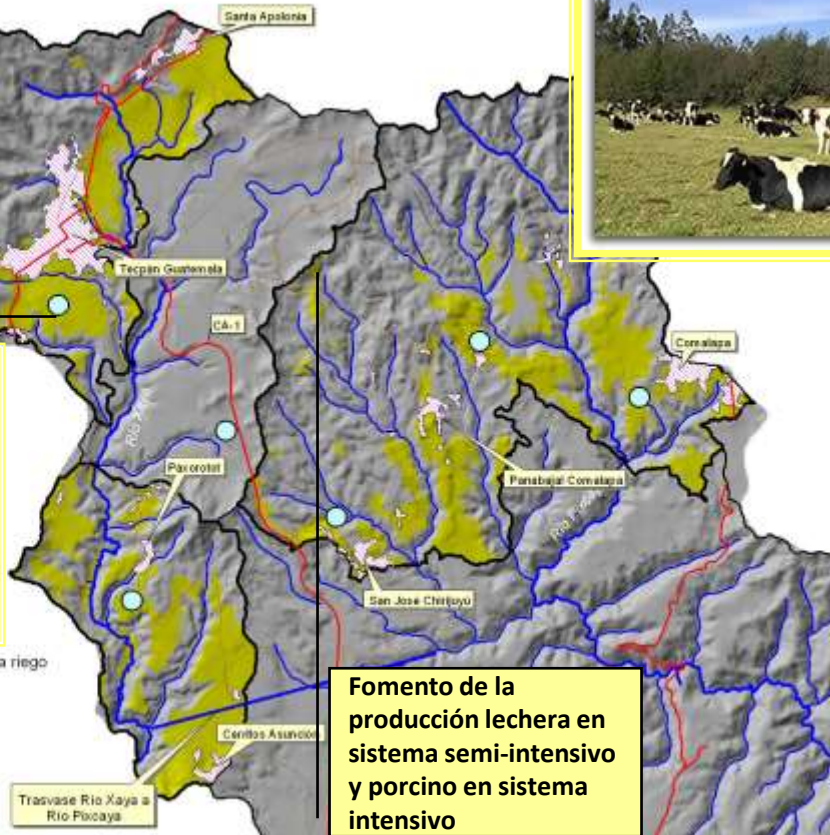 Santa Apolonia
Tecpán Guatemala
CA-1
Comalapa
Paxorotot
Panabajal Comalapa
San José Chirijuyú
a riego
Cerritos Asunción
Trasvase Río Xaya a
Río Pixcaya
Fomento de la
producción lechera en
sistema semi-intensivo
y porcino en sistema
intensivo